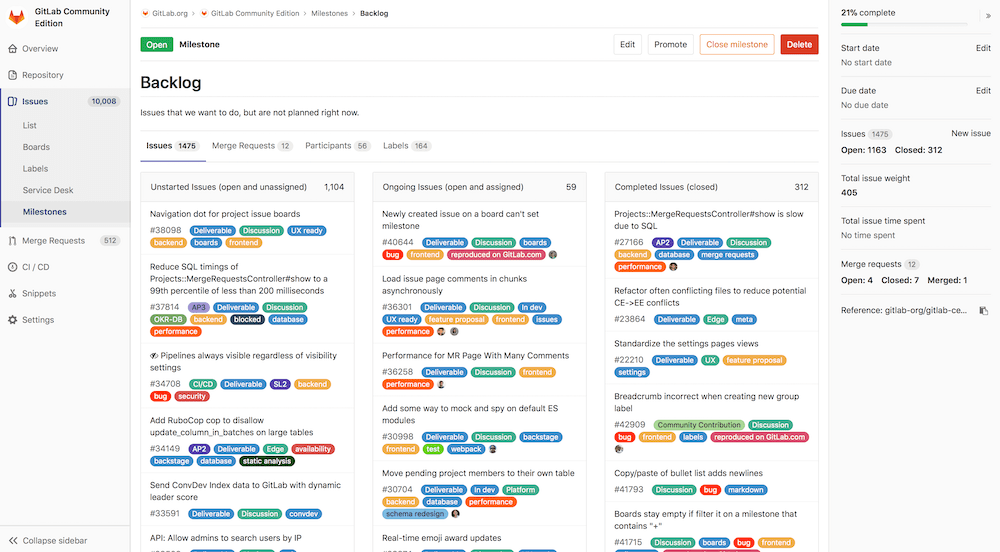 GitLab Community
Edition
Overview
Repository
Issues 10,008
List
Boards
Labels
Service Desk
Milestones
Merge Requests 512
CI / CD
Snippets
Settings
Collapse sidebar
GitLab.org > GitLab Community Edition > Milestones > Backlog
Open Milestone Edit Promote Close milestone Delete
Backlog
Issues that we want to do, but are not planned right now.
Issues 1475 Merge Requests 12 Participants 56 Labels 164
Unstarted Issues (open and unassigned) 1,104
Navigation dot for project issue boards
#38098 Deliverable Discussion UX ready
backend boards frontend
Reduce SQL timings of
Projects::MergeRequestsController#show to a
99th percentile of less than 200 milliseconds
#37814 AP3 Deliverable Discussion
OKR-DB backend blocked database
performance
Pipelines always visible regardless of visibility
settings
#34708 CI/CD Deliverable SL2 backend
bug security
Add RuboCop cop to disallow
update_column_in_batches on large tables
#34149 AP2 Deliverable Edge availability
backstage database static analysis
Send ConvDev Index data to GitLab with dynamic
leader score
#33591 Deliverable Discussion convdev
API: Allow admins to search users by IP
Ongoing Issues (open and assigned) 59
Newly created issue on a board can't set
milestone
#40644 Deliverable Discussion boards
bug frontend reproduced on GitLab.com
Load issue page comments in chunks
asynchronously
#36301 Deliverable Discussion In dev
UX ready feature proposal frontend issues
performance
Performance for MR Page With Many Comments
#36258 Deliverable Discussion frontend
performance
Add some way to mock and spy on default ES
modules
#30998 Deliverable Discussion backstage
frontend test webpack
Move pending project members to their own table
#30704 Deliverable In dev Platform
backend database performance
schema redesign
Real-time emoji award updates
Completed Issues (closed) 312
Projects::MergeRequestsController#show is slow
due to SQL
#27166 AP2 Deliverable Discussion
backend database merge requests
performance
Refactor often conflicting files to reduce potential
CE->EE conflicts
#23864 Deliverable Edge meta
Standardize the settings pages views
#22210 Deliverable UX feature proposal
settings
Breadcrumb incorrect when creating new group
label
#42909 Community Contribution Discussion
bug frontend labels reproduced on GitLab.com
Copy/paste of bullet list adds newlines
#41793 Discussion bug markdown
Boards stay empty if filter it on a milestone that
contains "+"
#41715 Discussion boards bug frontend
21% complete »
Start date Edit
No start date
Due date Edit
No due date
Issues 1475 New issue
Open: 1163 Closed: 312
Total issue weight
405
Total issue time spent
No time spent
Merge requests 12
Open: 4 Closed: 7 Merged: 1
Reference: gitlab-org/gitlab-ce...